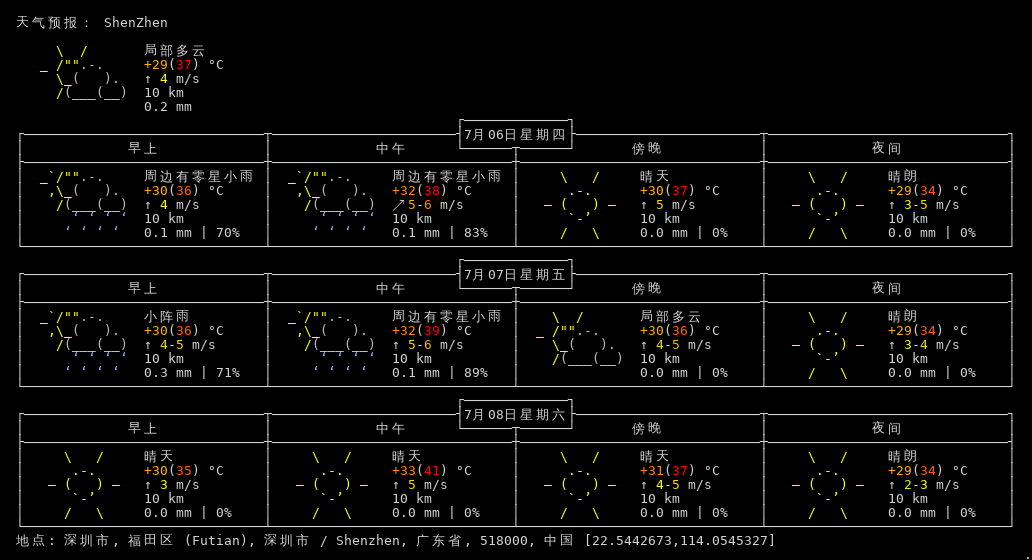 天气预报： ShenZhen
局部多云
+29(37) °C
↑ 4 m/s
10 km
0.2 mm
7月06日星期四
早上 中午 傍晚 夜间
周边有零星小雨 周边有零星小雨 晴天 晴朗
+30(36) °C +32(38) °C +30(37) °C +29(34) °C
↑ 4 m/s ↗ 5-6 m/s ↑ 5 m/s ↑ 3-5 m/s
10 km 10 km 10 km 10 km
0.1 mm | 70% 0.1 mm | 83% 0.0 mm | 0% 0.0 mm | 0%
7月07日星期五
早上 中午 傍晚 夜间
小阵雨 周边有零星小雨 局部多云 晴朗
+30(36) °C +32(39) °C +30(36) °C +29(34) °C
↑ 4-5 m/s ↑ 5-6 m/s ↑ 4-5 m/s ↑ 3-4 m/s
10 km 10 km 10 km 10 km
0.3 mm | 71% 0.1 mm | 89% 0.0 mm | 0% 0.0 mm | 0%
7月08日星期六
早上 中午 傍晚 夜间
晴天 晴天 晴天 晴朗
+30(35) °C +33(41) °C +31(37) °C +29(34) °C
↑ 3 m/s ↑ 5 m/s ↑ 4-5 m/s ↑ 2-3 m/s
10 km 10 km 10 km 10 km
0.0 mm | 0% 0.0 mm | 0% 0.0 mm | 0% 0.0 mm | 0%
地点: 深圳市, 福田区 (Futian), 深圳市 / Shenzhen, 广东省, 518000, 中国 [22.5442673,114.0545327]